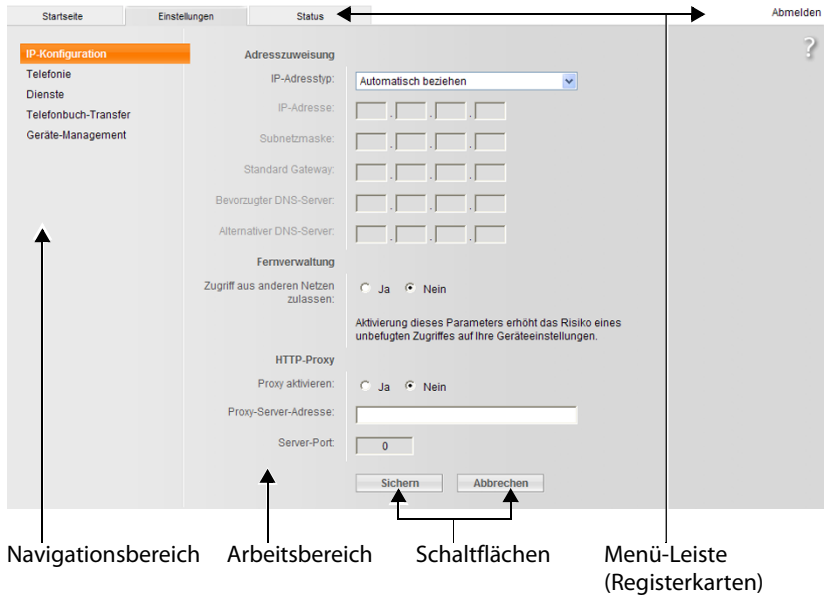 Startseite Einstellungen Status Abmelden
?
IP-Konfiguration
Telefonie
Dienste
Telefonbuch-Transfer
Geräte-Management
Adresszuweisung
IP-Adresstyp: Automatisch beziehen
IP-Adresse: . . .
Subnetzmaske: . . .
Standard Gateway: . . .
Bevorzugter DNS-Server: . . .
Alternativer DNS-Server: . . .
Fernverwaltung
Zugriff aus anderen Netzen
zulassen:
Ja Nein
Aktivierung dieses Parameters erhöht das Risiko eines
unbefugten Zugriffes auf Ihre Geräteeinstellungen.
HTTP-Proxy
Proxy aktivieren: Ja Nein
Proxy-Server-Adresse:
Server-Port: 0
Sichern Abbrechen
Navigationsbereich Arbeitsbereich Schaltflächen Menü-Leiste
(Registerkarten)